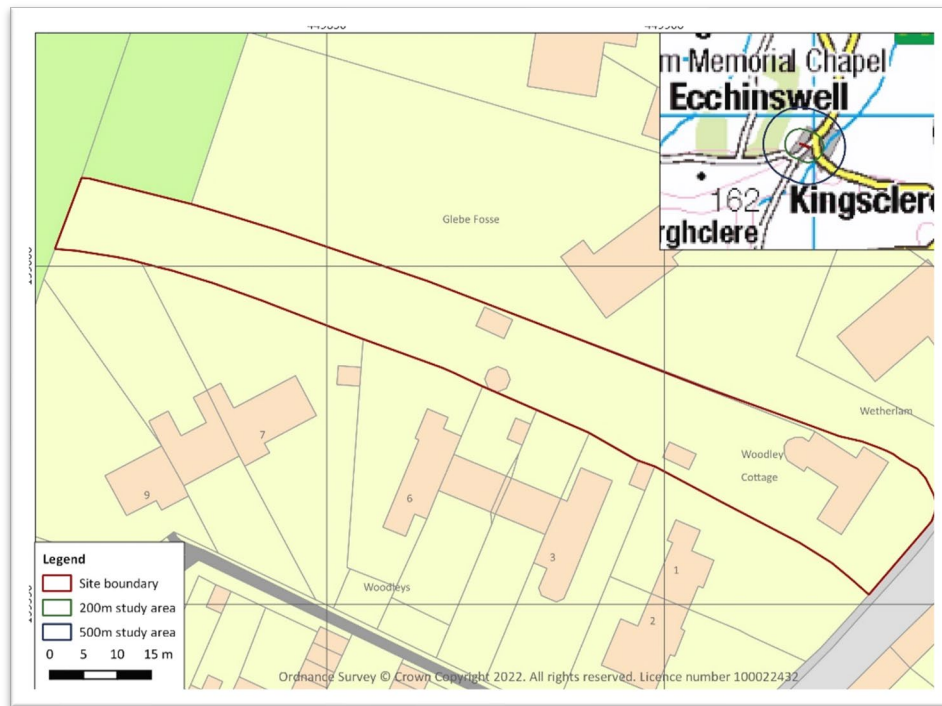 m-Memorial Chapel
Ecchinswell
162
Kingsclere
rghclere
Glebe Fosse
Wetherlam
Woodley
Cottage
7
9
6
3
1
2
Woodleys
Legend
Site boundary
200m study area
500m study area
0 5 10 15 m
Ordnance Survey © Crown Copyright 2022. All rights reserved. Licence number 100022432